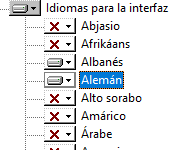 Idiomas para la interfaz
Abjasio
Afrikáans
Albanés
Alemán
Alto sorabo
Amárico
Árabe